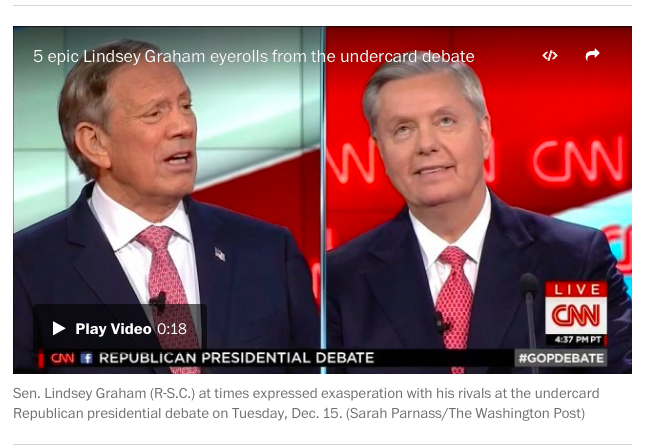 5 epic Lindsey Graham eyerolls from the undercard debate
CNN
LIVE
CNN
4:37 PM PT
Play Video 0:18
CNN f REPUBLICAN PRESIDENTIAL DEBATE
#GOPDEBATE
Sen. Lindsey Graham (R-S.C.) at times expressed exasperation with his rivals at the undercard
Republican presidential debate on Tuesday, Dec. 15. (Sarah Parnass/The Washington Post)